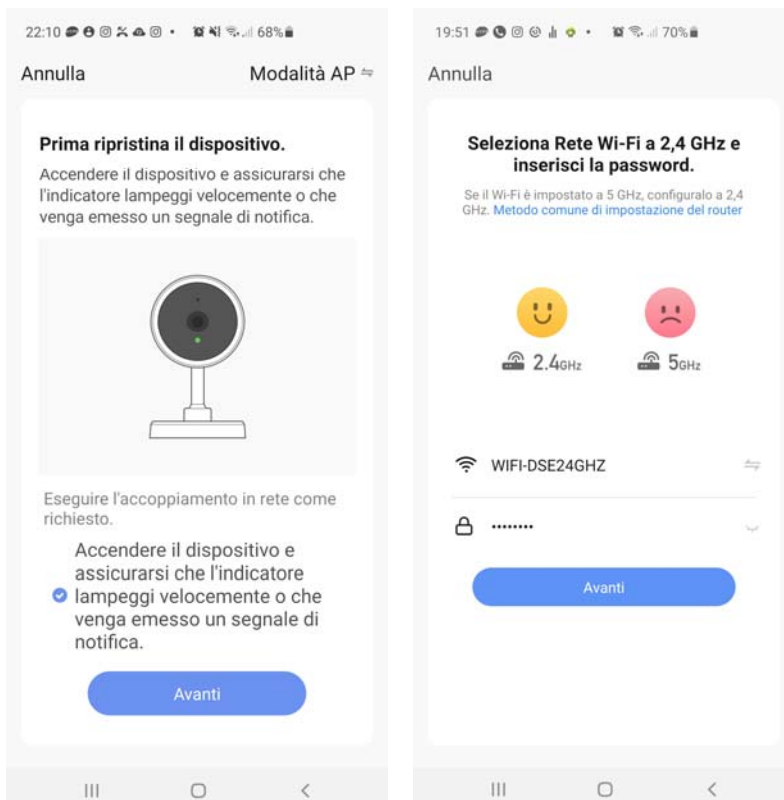 22:10 68%
Annulla Modalità AP
Prima ripristina il dispositivo.
Accendere il dispositivo e assicurarsi che
l'indicatore lampeggi velocemente o che
venga emesso un segnale di notifica.
Eseguire l'accoppiamento in rete come
richiesto.
Accendere il dispositivo e
assicurarsi che l'indicatore
lampeggi velocemente o che
venga emesso un segnale di
notifica.
Avanti
19:51 70%
Annulla
Seleziona Rete Wi-Fi a 2,4 GHz e
inserisci la password.
Se il Wi-Fi è impostato a 5 GHz, configuralo a 2,4
GHz. Metodo comune di impostazione del router
2.4GHz 5GHz
WIFI-DSE24GHZ
••••••••
Avanti